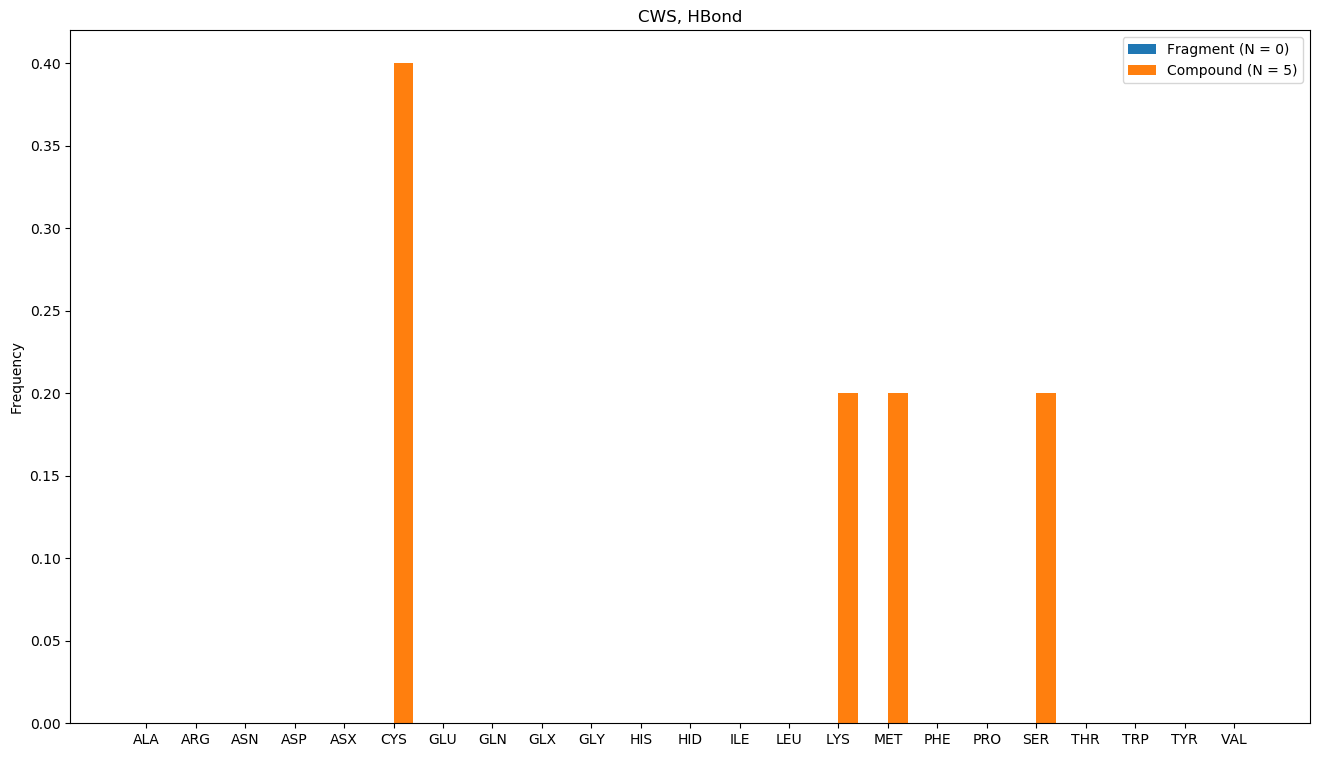 CWS, HBond
Fragment (N = 0)
Compound (N = 5)
Frequency
0.40
0.35
0.30
0.25
0.20
0.15
0.10
0.05
0.00
ALA ARG ASN ASP ASX CYS GLU GLN GLX GLY HIS HID ILE LEU LYS MET PHE PRO SER THR TRP TYR VAL